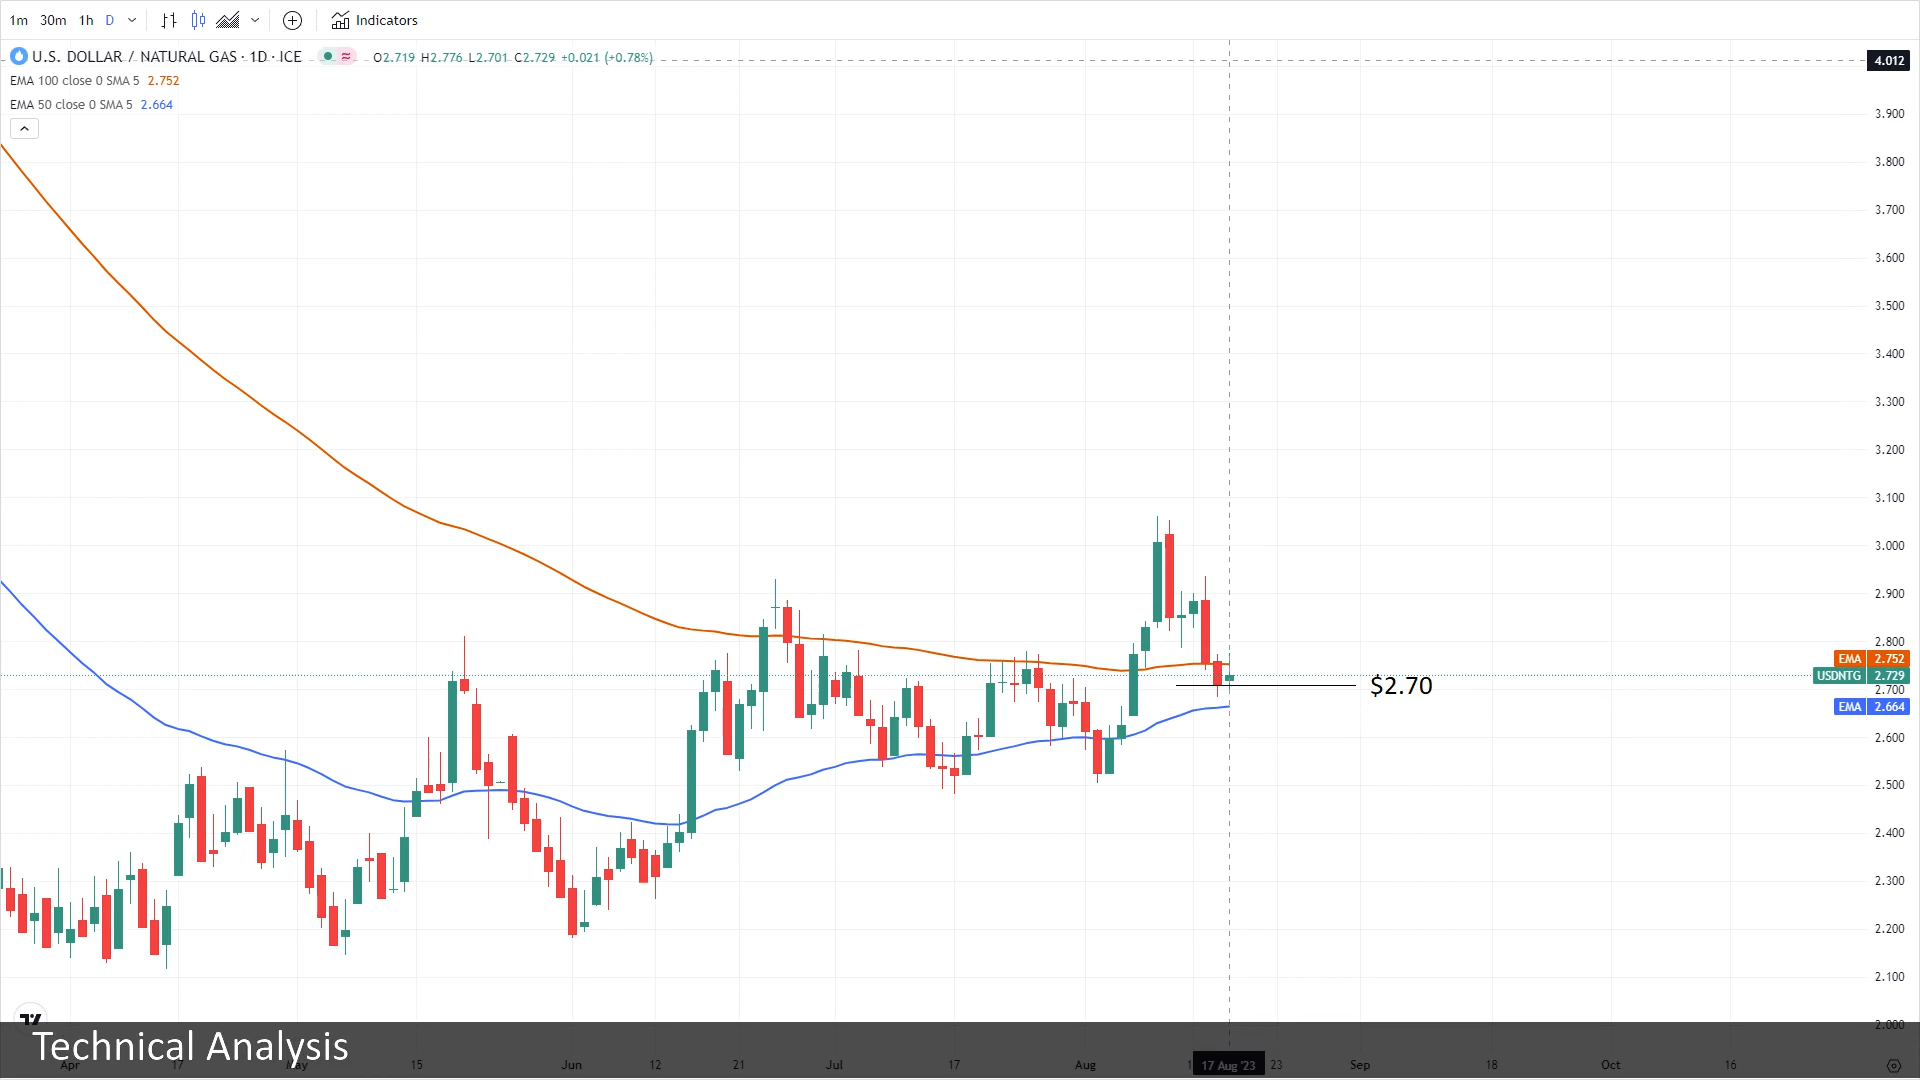 1m 30m 1h D Indicators
U.S. DOLLAR / NATURAL GAS · 1D · ICE O2.719 H2.776 L2.701 C2.729 +0.021 (+0.78%)
4.012
EMA 100 close 0 SMA 5 2.752
EMA 50 close 0 SMA 5 2.664
3.900
3.800
3.700
3.600
3.500
3.400
3.300
3.200
3.100
3.000
2.900
2.800
EMA 2.752
USDNTG 2.729
$2.70
2.700
EMA 2.664
2.600
2.500
2.400
2.300
2.200
2.100
2.000
Technical Analysis
Apr 17 May 15 Jun 12 21 Jul 17 Aug 17 Aug '23 23 Sep 18 Oct 16